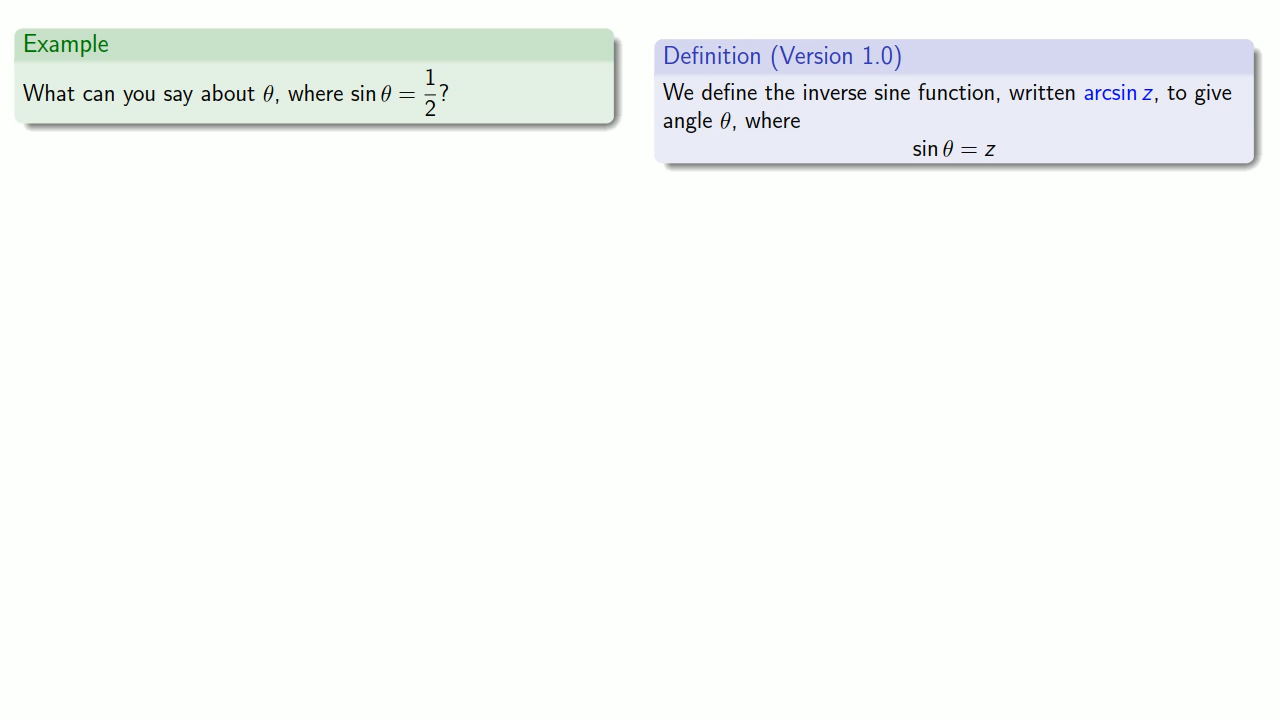 Example
What can you say about θ, where sin θ = 1/2?
Definition (Version 1.0)
We define the inverse sine function, written arcsin z, to give
angle θ, where
sin θ = z